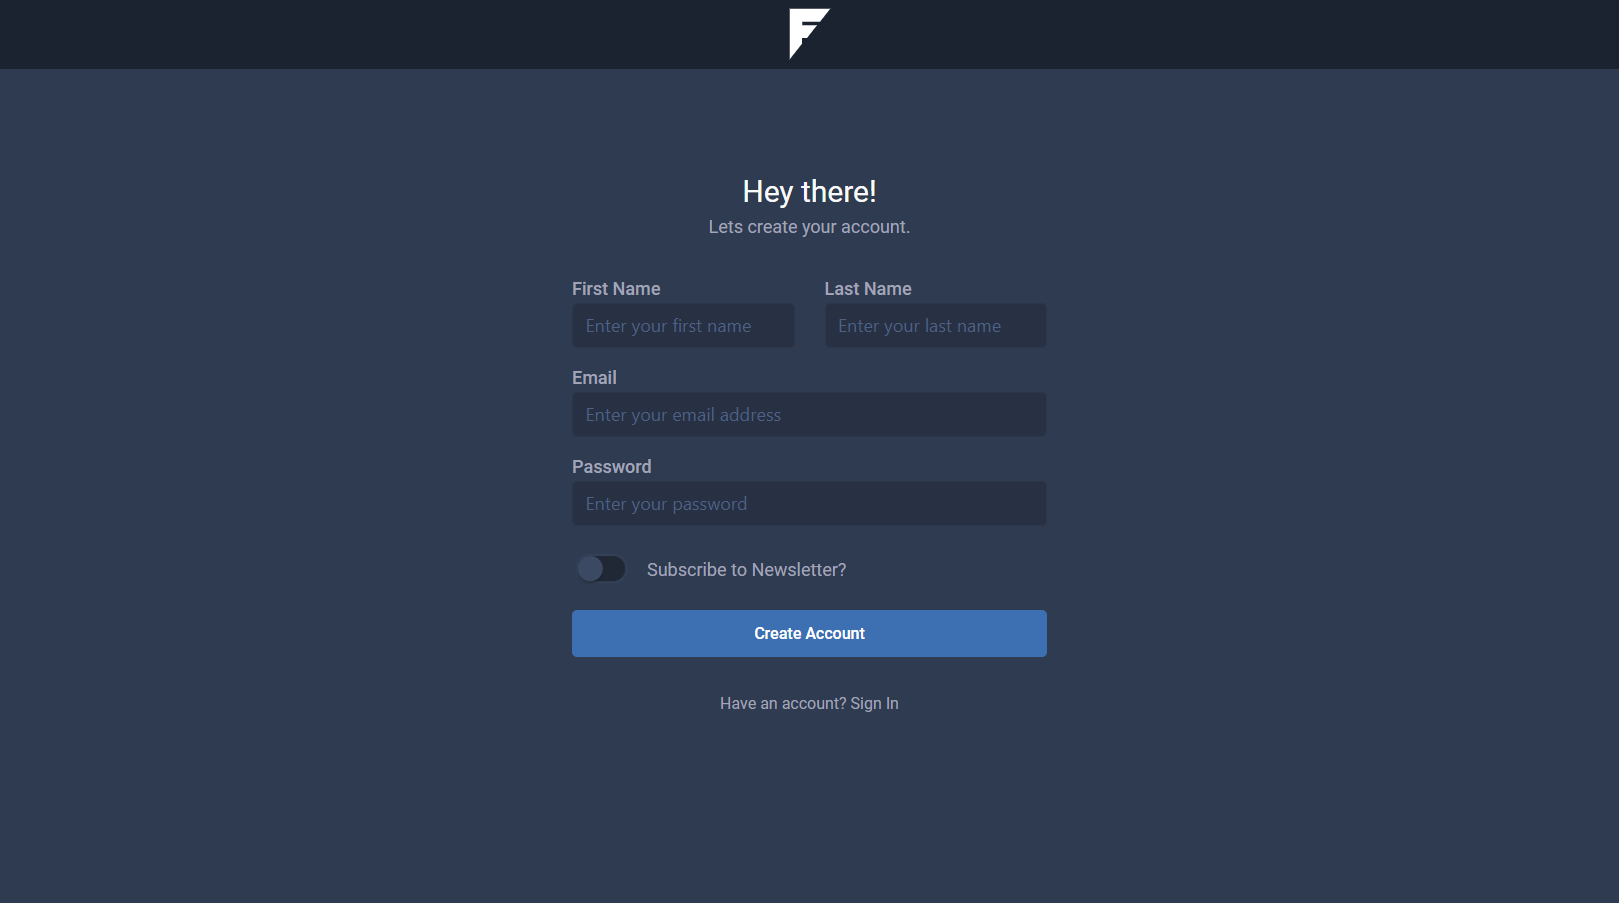 F
Hey there!
Lets create your account.
First Name
Last Name
Enter your first name
Enter your last name
Email
Enter your email address
Password
Enter your password
Subscribe to Newsletter?
Create Account
Have an account? Sign In